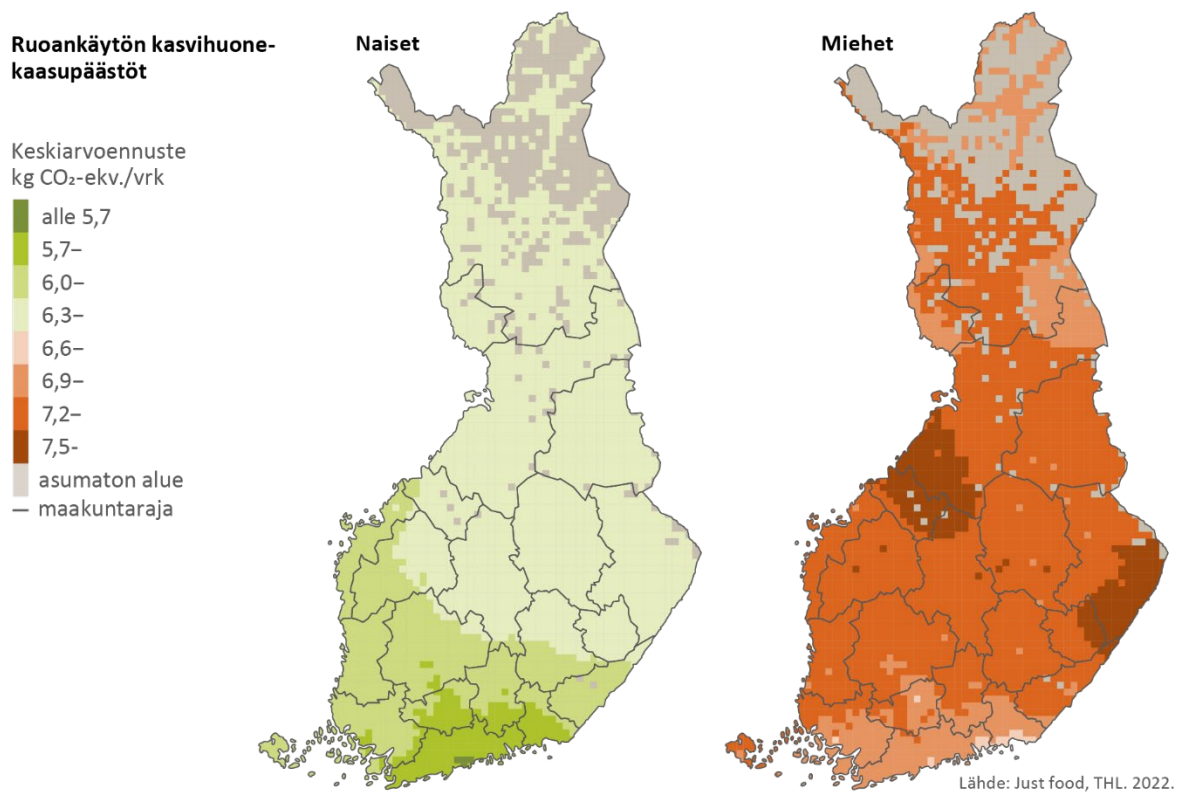 Ruoankäytön kasvihuone-
kaasupäästöt
Naiset
Miehet
Keskiarvoennuste
kg CO₂-ekv./vrk
alle 5,7
5,7–
6,0–
6,3–
6,6–
6,9–
7,2–
7,5-
asumaton alue
maakuntaraja
Lähde: Just food, THL. 2022.